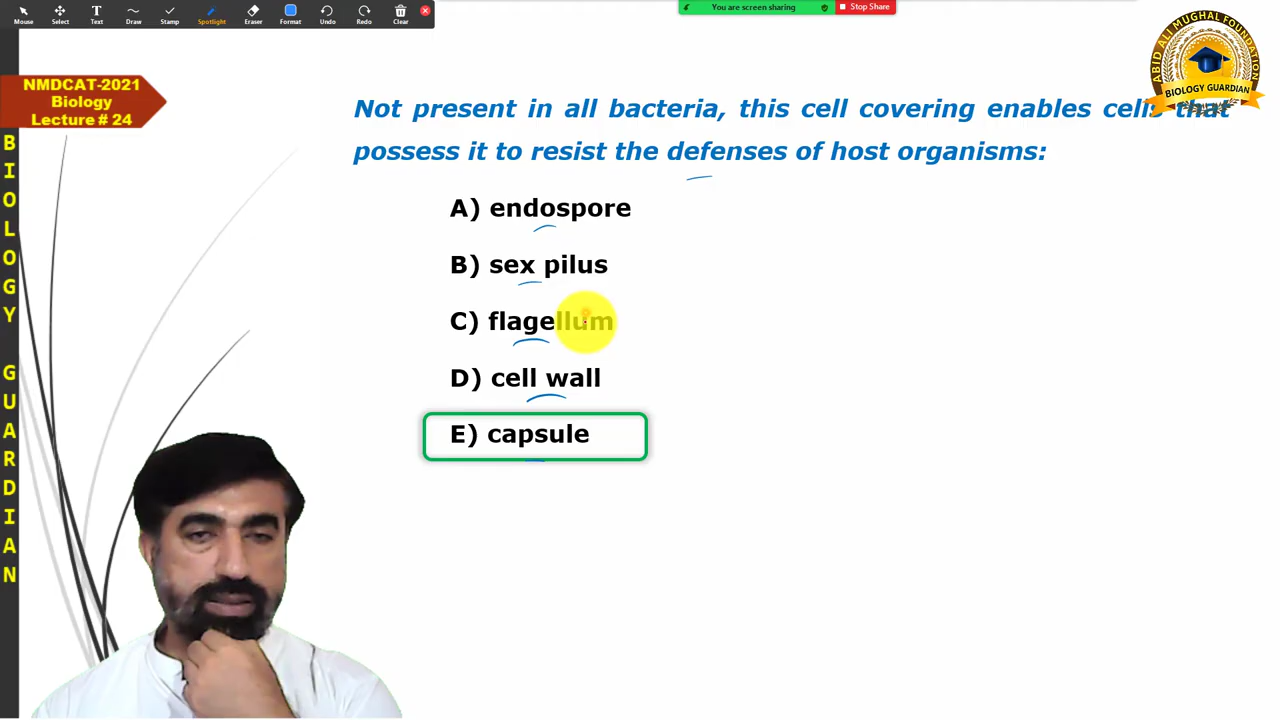 Mouse
Select
Text
Draw
Stamp
Spotlight
Eraser
Format
Undo
Redo
Clear
You are screen sharing
Stop Share
ABID ALI MUGHAL FOUNDATION
BIOLOGY GUARDIAN
NMDCAT-2021
Biology
Lecture # 24
BIOLOGY GUARDIAN
Not present in all bacteria, this cell covering enables cells that
possess it to resist the defenses of host organisms:
A) endospore
B) sex pilus
C) flagellum
D) cell wall
E) capsule